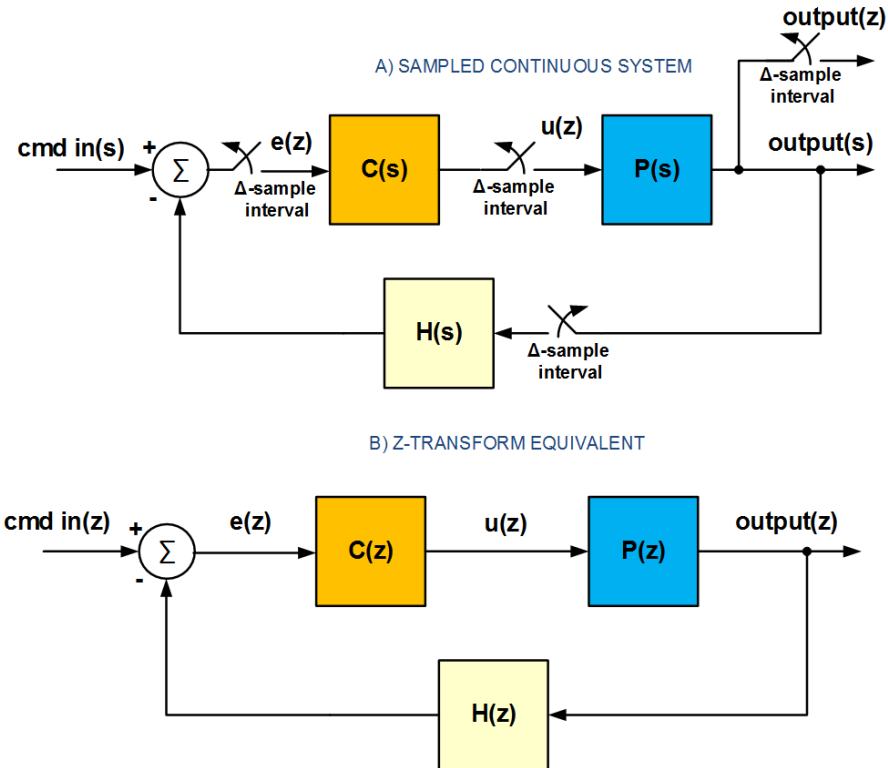 output(z)
A) SAMPLED CONTINUOUS SYSTEM
Δ-sample
interval
cmd in(s)
+
Σ
-
e(z)
Δ-sample
interval
C(s)
u(z)
Δ-sample
interval
P(s)
output(s)
H(s)
Δ-sample
interval
B) Z-TRANSFORM EQUIVALENT
cmd in(z)
+
Σ
-
e(z)
C(z)
u(z)
P(z)
output(z)
H(z)